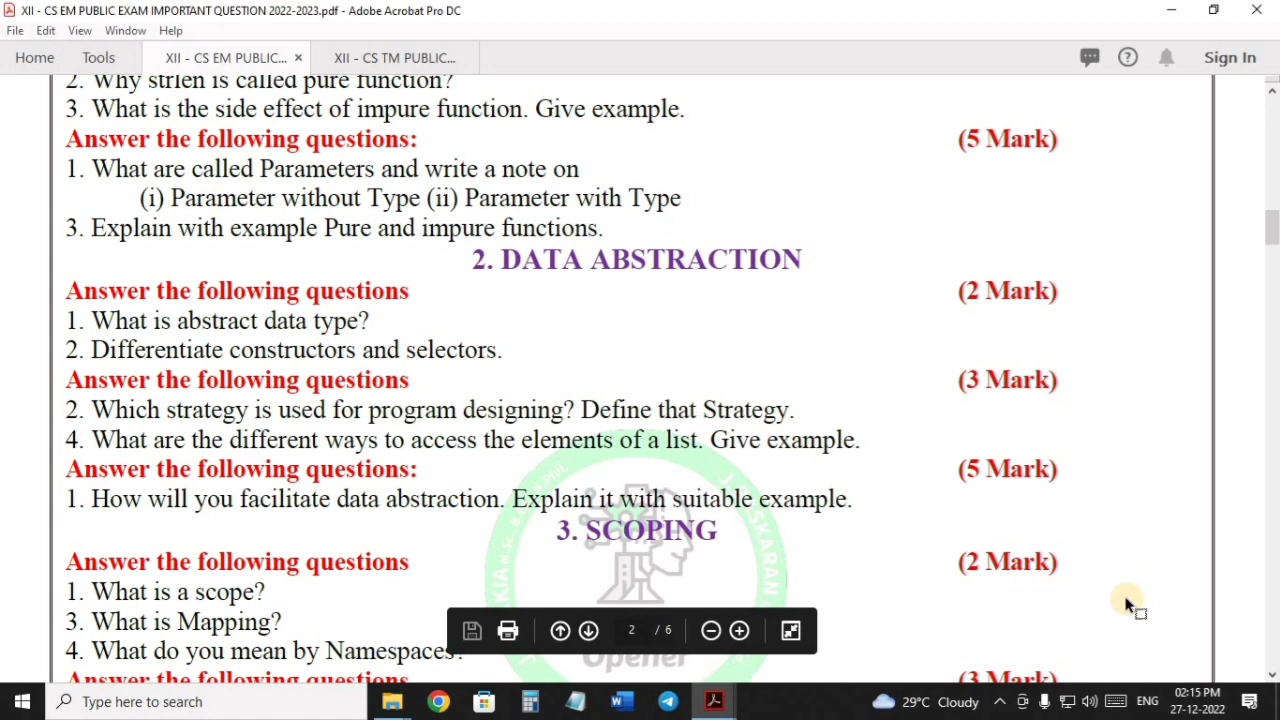 XII - CS EM PUBLIC EXAM IMPORTANT QUESTION 2022-2023.pdf - Adobe Acrobat Pro DC
File Edit View Window Help
Home Tools XII - CS EM PUBLIC... × XII - CS TM PUBLIC... Sign In
2. Why strlen is called pure function?
3. What is the side effect of impure function. Give example.
Answer the following questions: (5 Mark)
1. What are called Parameters and write a note on
(i) Parameter without Type (ii) Parameter with Type
3. Explain with example Pure and impure functions.
2. DATA ABSTRACTION
Answer the following questions (2 Mark)
1. What is abstract data type?
2. Differentiate constructors and selectors.
Answer the following questions (3 Mark)
2. Which strategy is used for program designing? Define that Strategy.
4. What are the different ways to access the elements of a list. Give example.
Answer the following questions: (5 Mark)
1. How will you facilitate data abstraction. Explain it with suitable example.
3. SCOPING
Answer the following questions (2 Mark)
1. What is a scope?
3. What is Mapping?
2 / 6
4. What do you mean by Namespaces?
Opener
Answer the following questions (3 Mark)
Type here to search
29°C Cloudy ENG 02:15 PM
27-12-2022